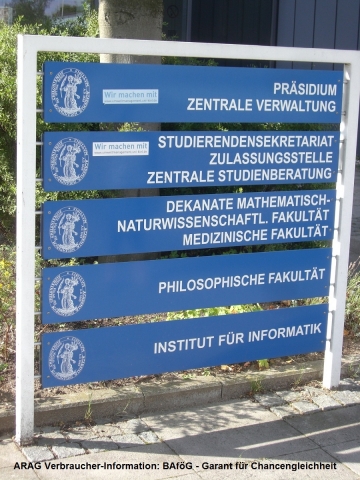 Wir machen mit
PRÄSIDIUM
ZENTRALE VERWALTUNG
Wir machen mit
STUDIERENDENSEKRETARIAT
ZULASSUNGSSTELLE
ZENTRALE STUDIENBERATUNG
DEKANATE MATHEMATISCH-
NATURWISSENSCHAFTL. FAKULTÄT
MEDIZINISCHE FAKULTÄT
PHILOSOPHISCHE FAKULTÄT
INSTITUT FÜR INFORMATIK
ARAG Verbraucher-Information: BAföG - Garant für Chancengleichheit